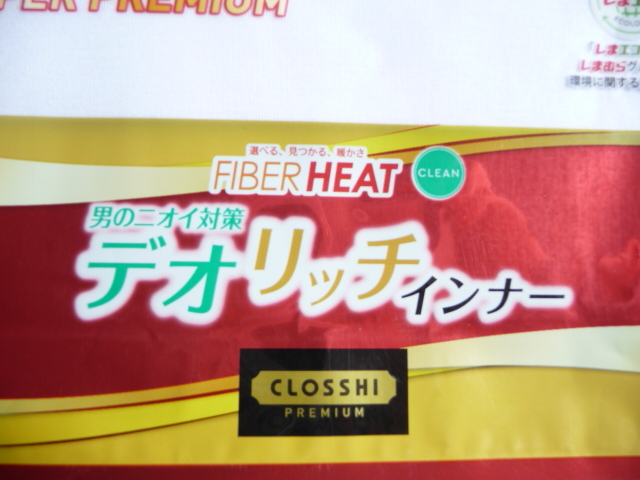 PER PREMIUM
しまエコ
しまむらグル
環境に関する
選べる、見つかる、暖かさ
FIBER HEAT
CLEAN
男のニオイ対策
デオリッチインナー
CLOSSHI
PREMIUM